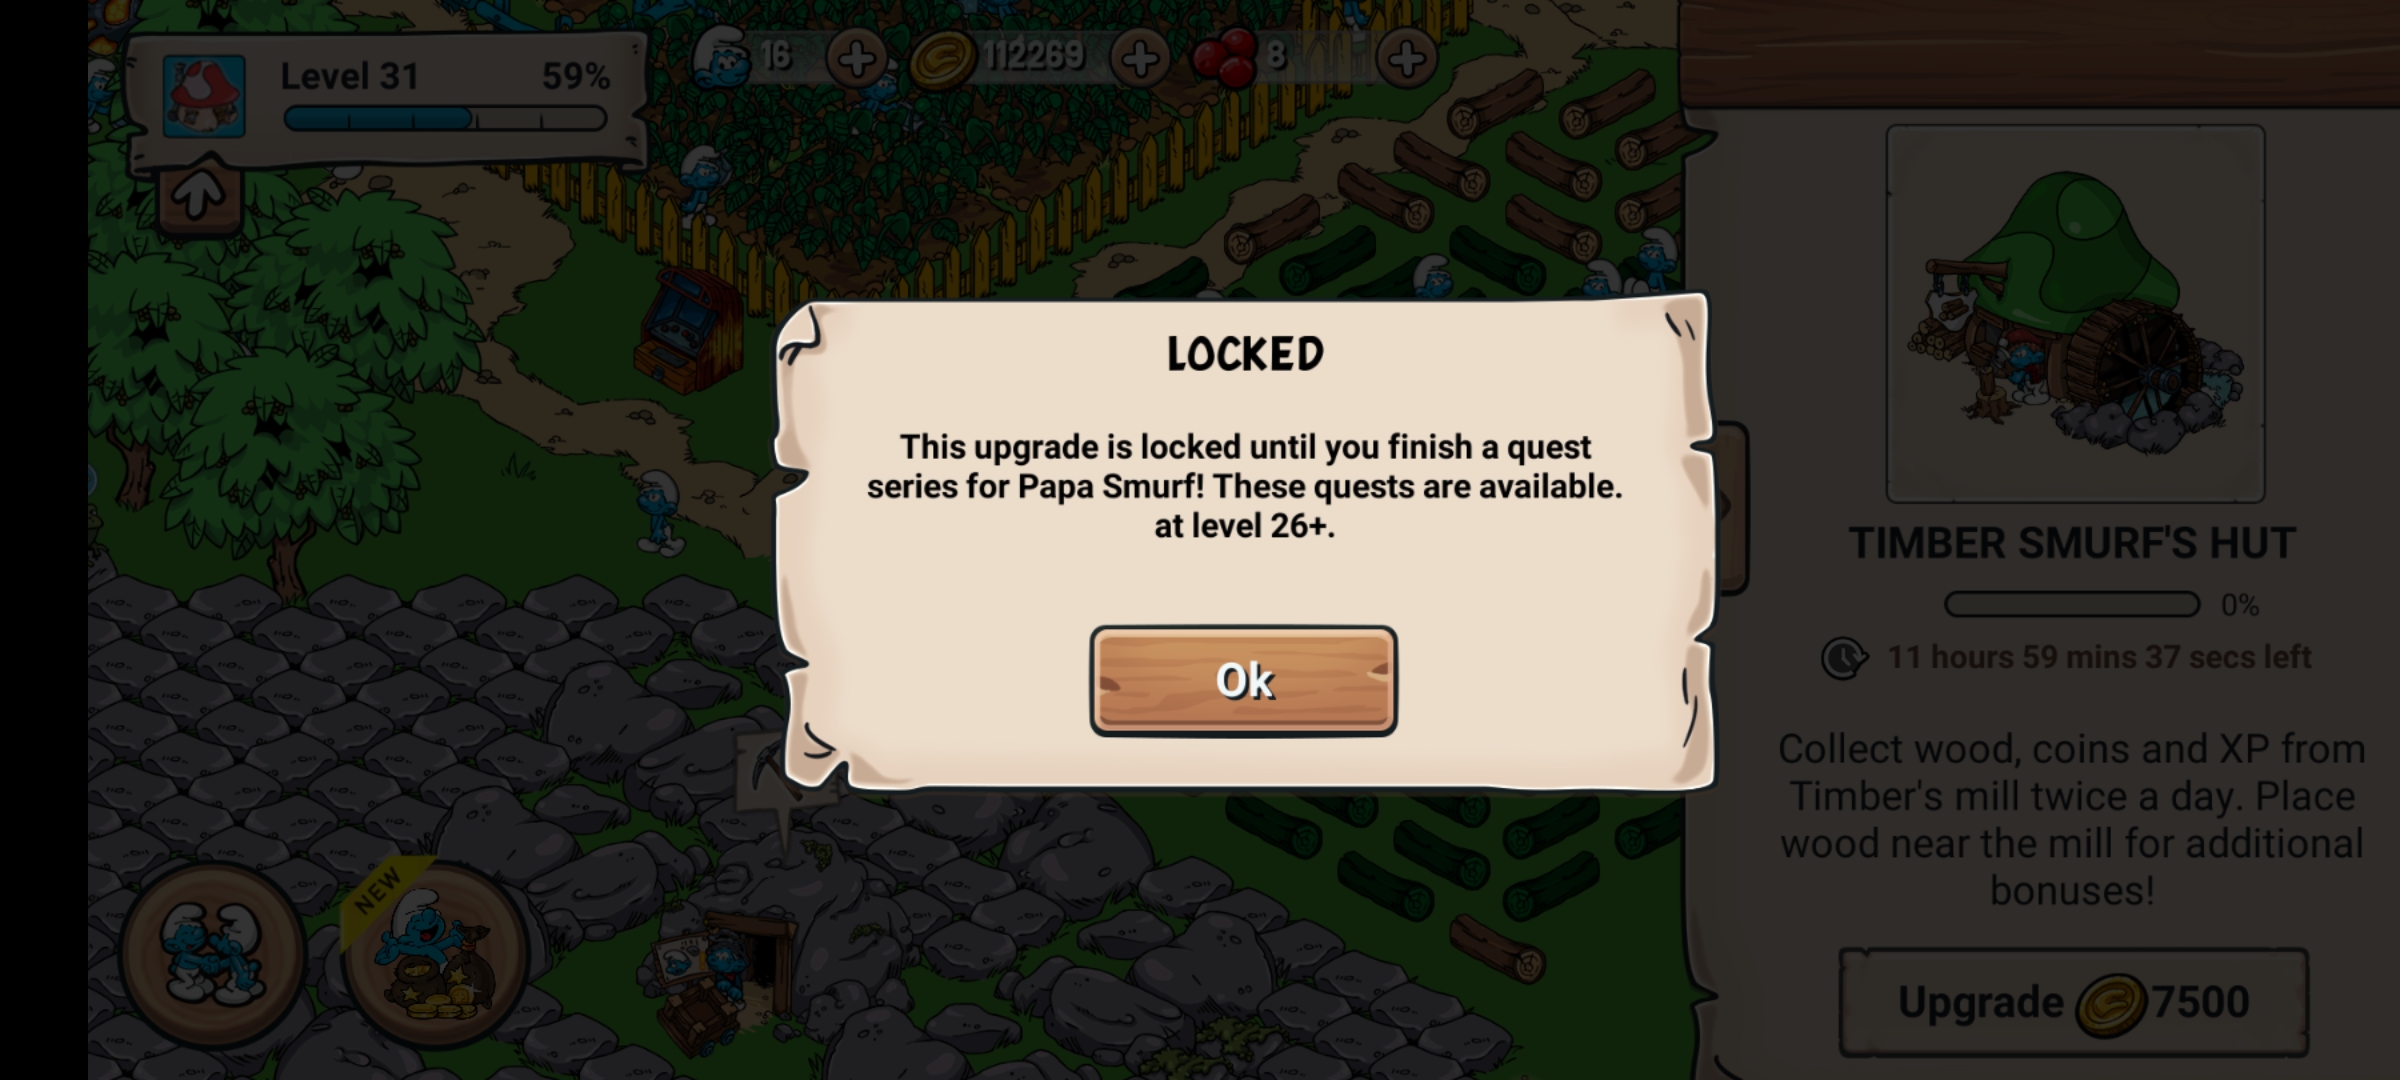 Level 31 59%
16
112269
8
LOCKED
This upgrade is locked until you finish a quest
series for Papa Smurf! These quests are available.
at level 26+.
Ok
NEW
TIMBER SMURF'S HUT
0%
11 hours 59 mins 37 secs left
Collect wood, coins and XP from
Timber's mill twice a day. Place
wood near the mill for additional
bonuses!
Upgrade 7500